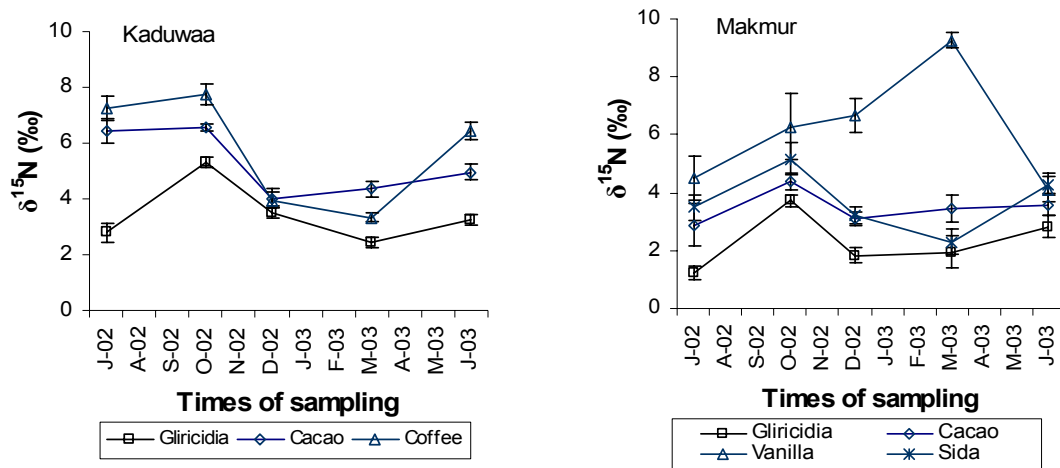 Kaduwaa
δ¹⁵N (‰)
10
8
6
4
2
0
J-02 A-02 S-02 O-02 N-02 D-02 J-03 F-03 M-03 A-03 M-03 J-03
Times of sampling
Gliricidia Cacao Coffee
Makmur
δ¹⁵N (‰)
10
8
6
4
2
0
J-02 A-02 S-02 O-02 N-02 D-02 J-03 F-03 M-03 A-03 M-03 J-03
Times of sampling
Gliricidia Cacao
Vanilla Sida